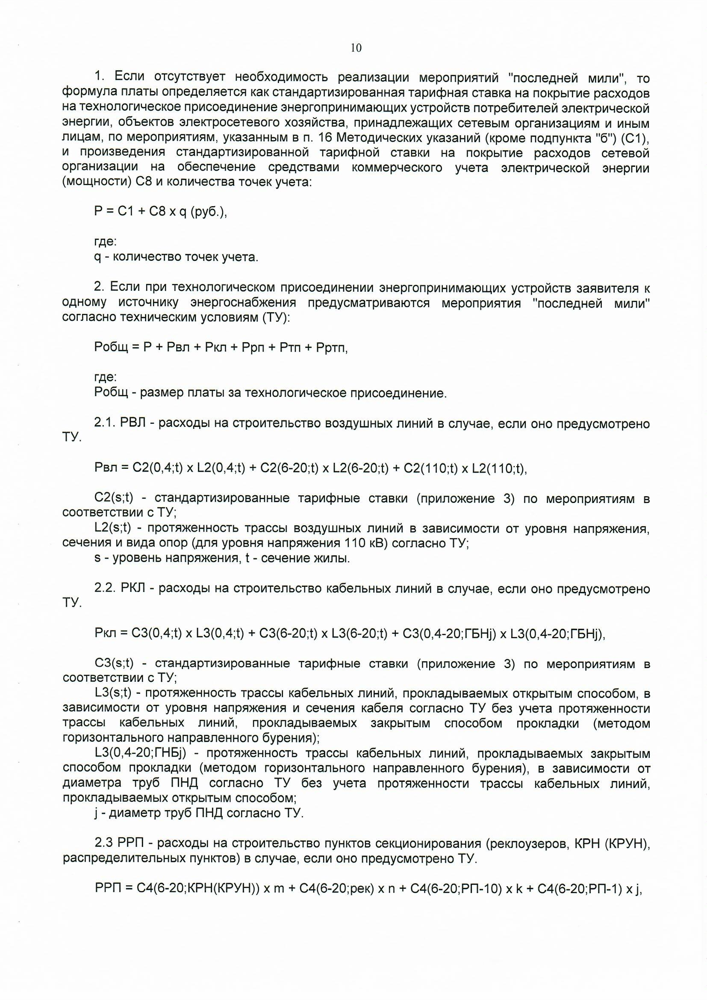 10
1. Если отсутствует необходимость реализации мероприятий "последней мили", то
формула платы определяется как стандартизированная тарифная ставка на покрытие расходов
на технологическое присоединение энергопринимающих устройств потребителей электрической
энергии, объектов электросетевого хозяйства, принадлежащих сетевым организациям и иным
лицам, по мероприятиям, указанным в п. 16 Методических указаний (кроме подпункта "б") (С1),
и произведения стандартизированной тарифной ставки на покрытие расходов сетевой
организации на обеспечение средствами коммерческого учета электрической энергии
(мощности) С8 и количества точек учета:
Р = С1 + С8 х q (руб.),
где:
q - количество точек учета.
2. Если при технологическом присоединении энергопринимающих устройств заявителя к
одному источнику энергоснабжения предусматриваются мероприятия "последней мили"
согласно техническим условиям (ТУ):
Робщ = Р + Рвл + Ркл + Ррп + Ртп + Рртп,
где:
Робщ - размер платы за технологическое присоединение.
2.1. РВЛ - расходы на строительство воздушных линий в случае, если оно предусмотрено
ТУ.
Рвл = С2(0,4;t) х L2(0,4;t) + С2(6-20;t) х L2(6-20;t) + С2(110;t) х L2(110;t),
С2(s;t) - стандартизированные тарифные ставки (приложение 3) по мероприятиям в
соответствии с ТУ;
L2(s;t) - протяженность трассы воздушных линий в зависимости от уровня напряжения,
сечения и вида опор (для уровня напряжения 110 кВ) согласно ТУ;
s - уровень напряжения, t - сечение жилы.
2.2. РКЛ - расходы на строительство кабельных линий в случае, если оно предусмотрено
ТУ.
Ркл = С3(0,4;t) х L3(0,4;t) + С3(6-20;t) х L3(6-20;t) + С3(0,4-20;ГБНj) х L3(0,4-20;ГБНj),
С3(s;t) - стандартизированные тарифные ставки (приложение 3) по мероприятиям в
соответствии с ТУ;
L3(s;t) - протяженность трассы кабельных линий, прокладываемых открытым способом, в
зависимости от уровня напряжения и сечения кабеля согласно ТУ без учета протяженности
трассы кабельных линий, прокладываемых закрытым способом прокладки (методом
горизонтального направленного бурения);
L3(0,4-20;ГНБj) - протяженность трассы кабельных линий, прокладываемых закрытым
способом прокладки (методом горизонтального направленного бурения), в зависимости от
диаметра труб ПНД согласно ТУ без учета протяженности трассы кабельных линий,
прокладываемых открытым способом;
j - диаметр труб ПНД согласно ТУ.
2.3 РРП - расходы на строительство пунктов секционирования (реклоузеров, КРН (КРУН),
распределительных пунктов) в случае, если оно предусмотрено ТУ.
РРП = С4(6-20;КРН(КРУН)) х m + С4(6-20;рек) х n + С4(6-20;РП-10) х k + С4(6-20;РП-1) х j,